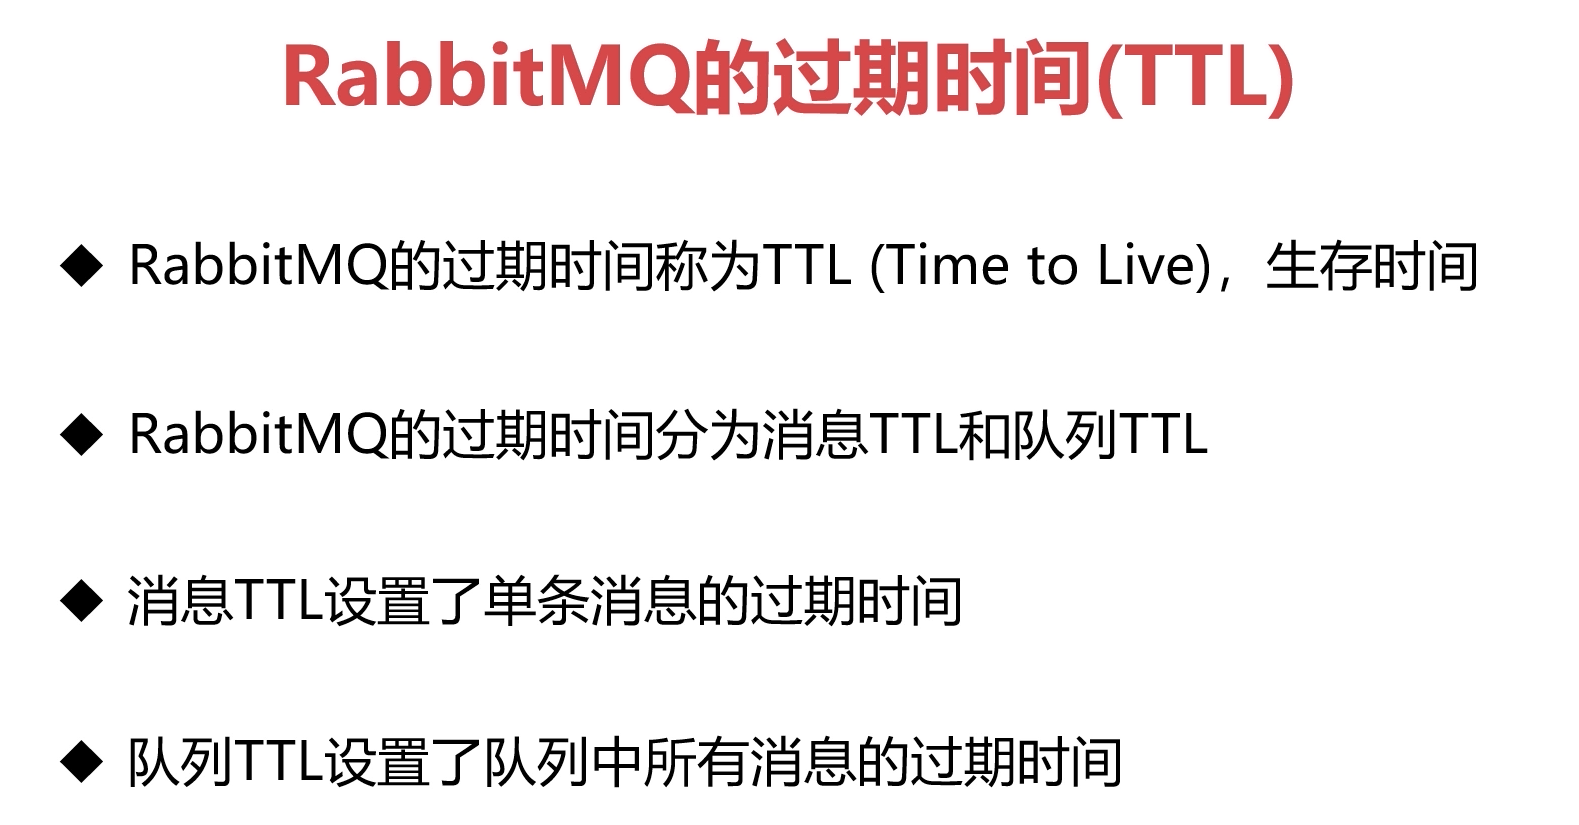 RabbitMQ的过期时间(TTL)
◆ RabbitMQ的过期时间称为TTL (Time to Live)，生存时间
◆ RabbitMQ的过期时间分为消息TTL和队列TTL
◆ 消息TTL设置了单条消息的过期时间
◆ 队列TTL设置了队列中所有消息的过期时间